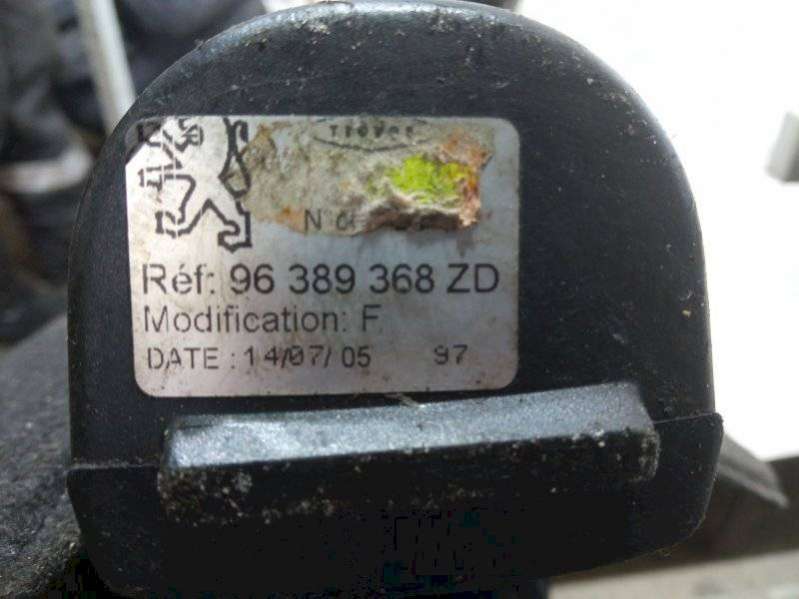 Réf: 96 389 368 ZD
Modification: F
DATE : 14/07/ 05 97